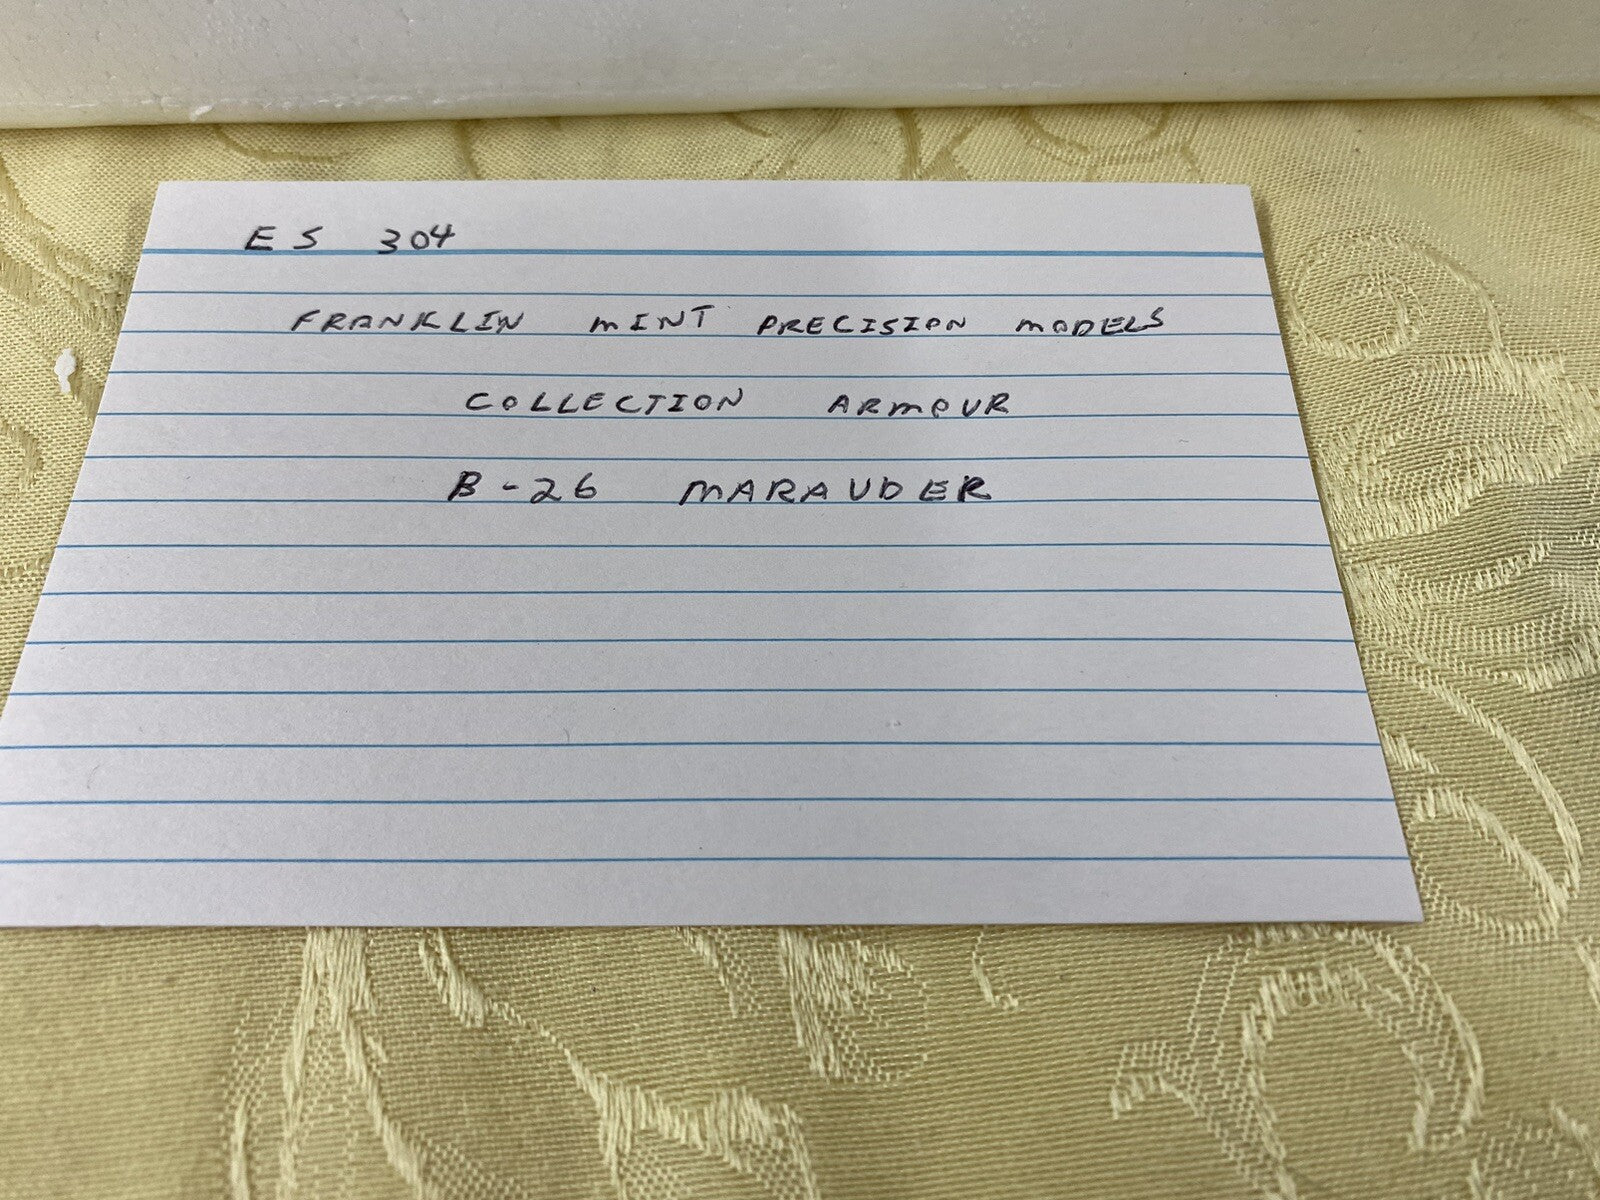 ES 304
FRANKLIN MINT PRECISION MODELS
COLLECTION ARMOUR
B-26 MARAUDER